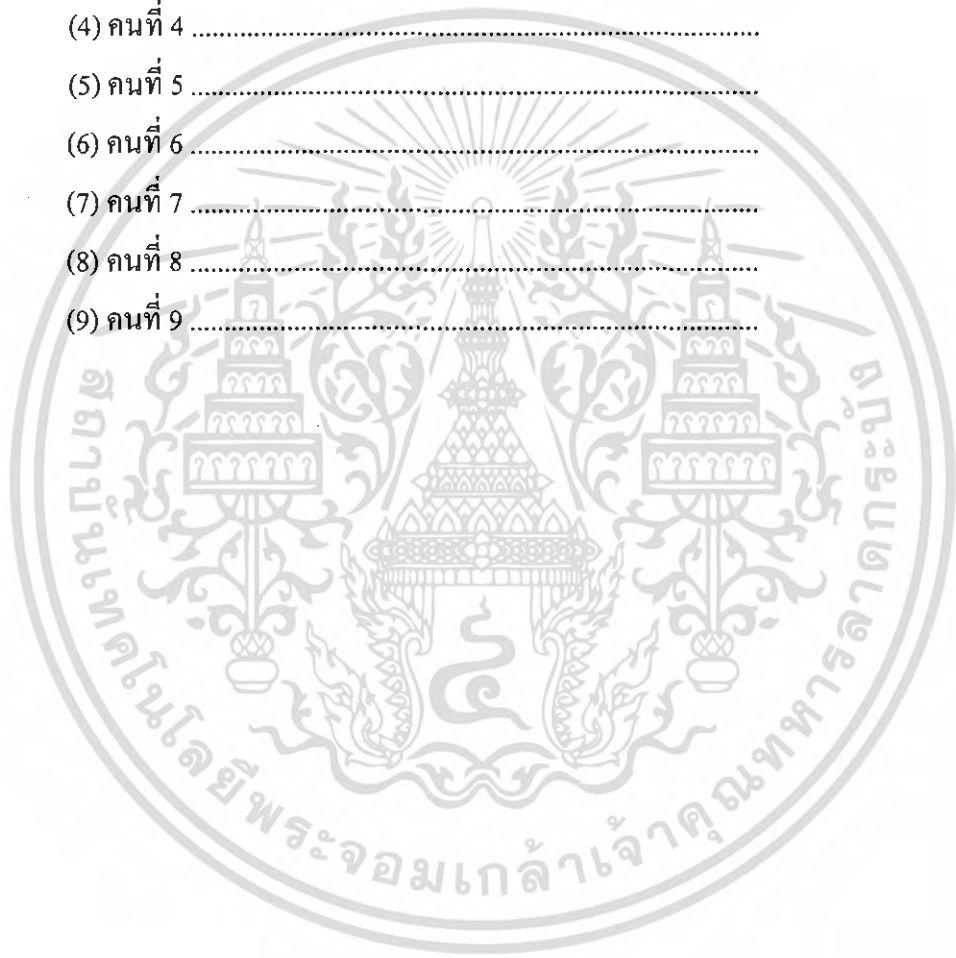 (4) คนที่ 4 ........................................................................
(5) คนที่ 5 ........................................................................
(6) คนที่ 6 ........................................................................
(7) คนที่ 7 ........................................................................
(8) คนที่ 8 ........................................................................
(9) คนที่ 9 ........................................................................
สถาบันเทคโนโลยีพระจอมเกล้าเจ้าคุณทหารลาดกระบัง